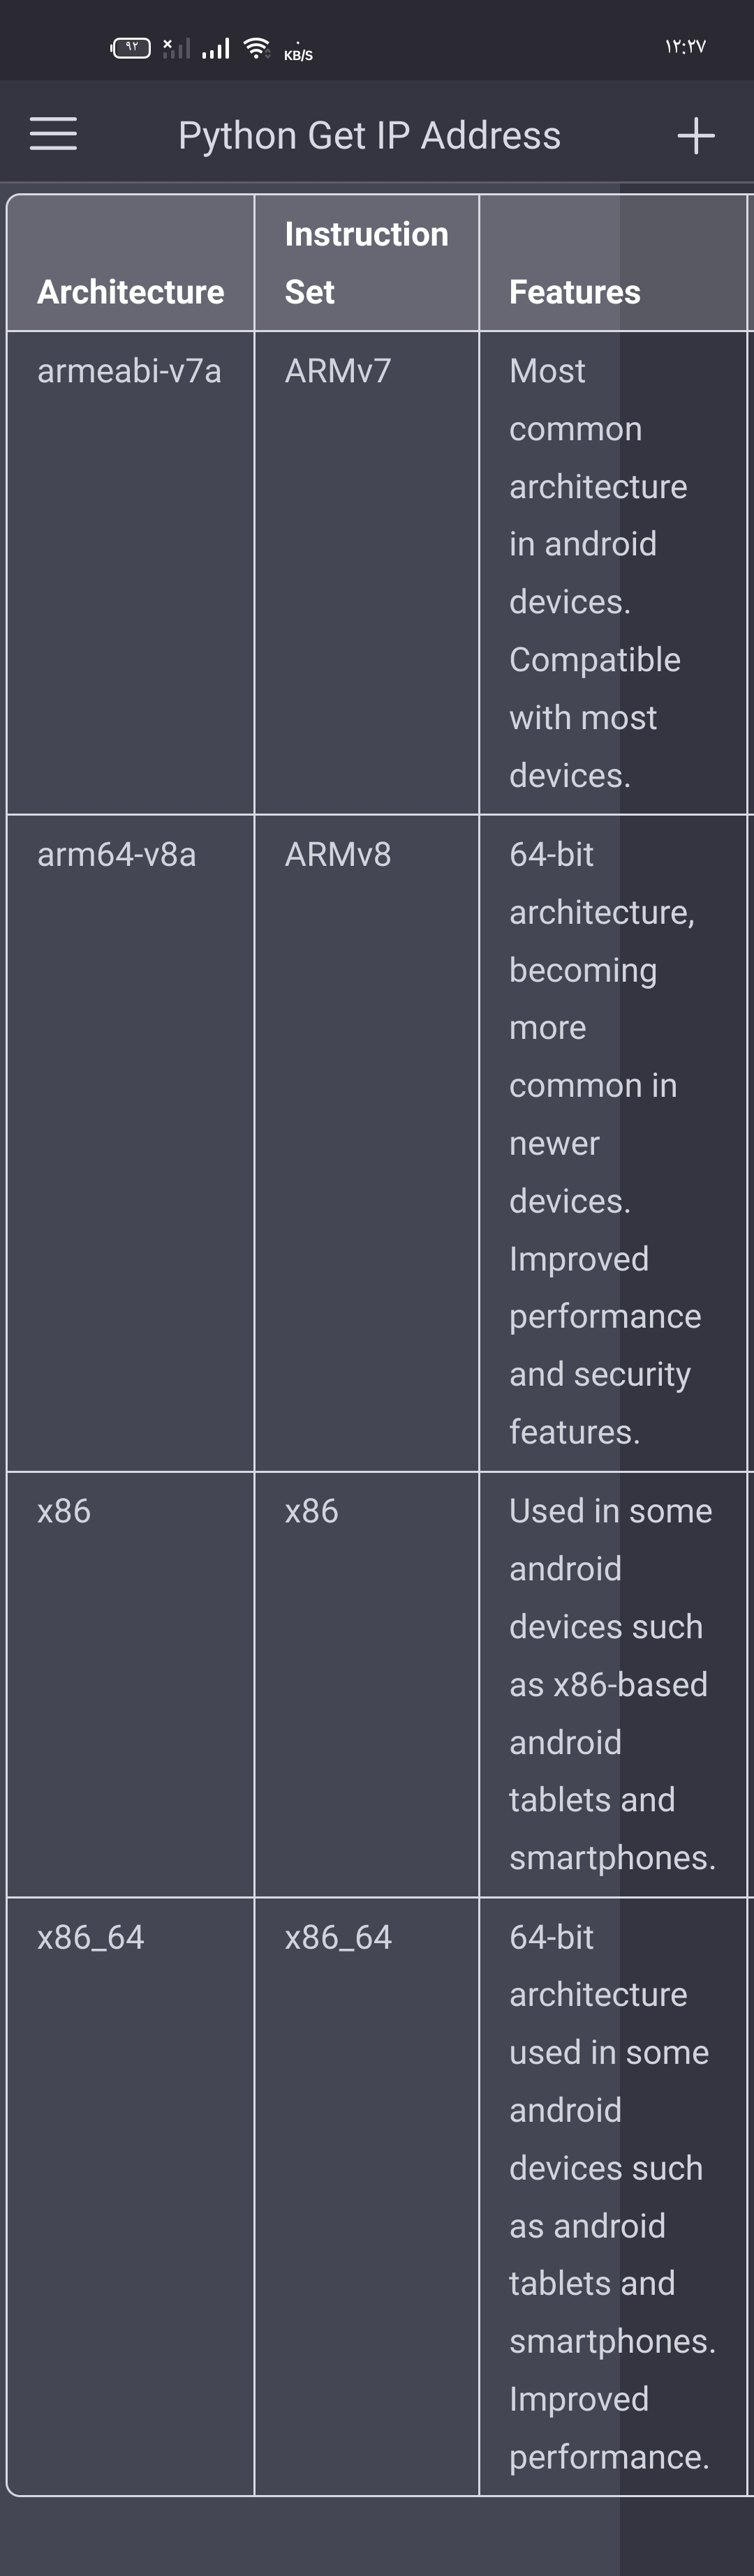 ٩٢
KB/S
١٢:٢٧
Python Get IP Address
Architecture
Instruction
Set
Features
armeabi-v7a
ARMv7
Most
common
architecture
in android
devices.
Compatible
with most
devices.
arm64-v8a
ARMv8
64-bit
architecture,
becoming
more
common in
newer
devices.
Improved
performance
and security
features.
x86
x86
Used in some
android
devices such
as x86-based
android
tablets and
smartphones.
x86_64
x86_64
64-bit
architecture
used in some
android
devices such
as android
tablets and
smartphones.
Improved
performance.